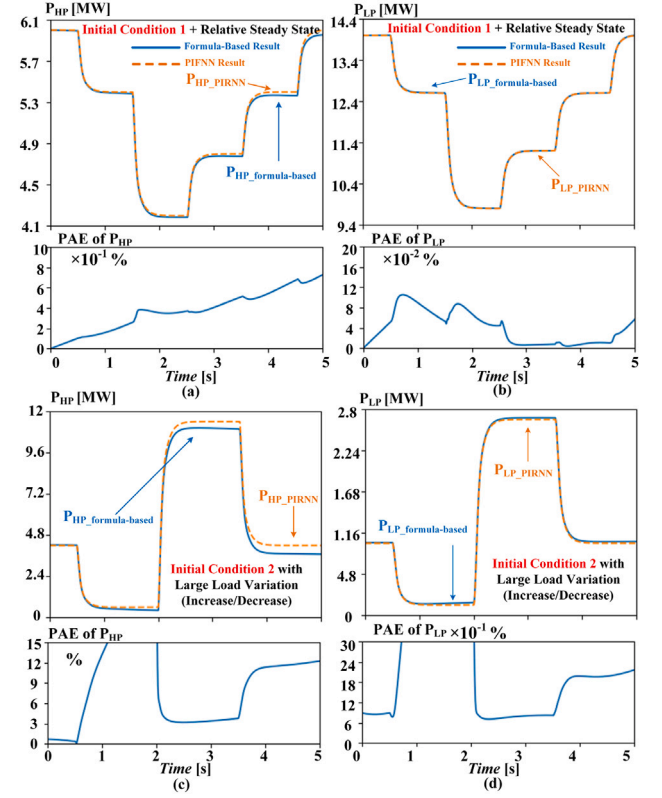 P_HP [MW]
6.1
5.7
5.3
4.9
4.5
4.1
Initial Condition 1 + Relative Steady State
Formula-Based Result
PIFNN Result
P_HP_PIRNN
P_HP_formula-based
PAE of P_HP
×10⁻¹ %
10
8
6
4
2
0
0 1 2 3 4 5
Time [s]
(a)
P_LP [MW]
14.4
13.4
12.4
11.4
10.4
9.4
Initial Condition 1 + Relative Steady State
Formula-Based Result
PIFNN Result
P_LP_formula-based
P_LP_PIRNN
PAE of P_LP
×10⁻² %
20
16
12
8
4
0
0 1 2 3 4 5
Time [s]
(b)
P_HP [MW]
12
9.6
7.2
4.8
2.4
0
P_HP_formula-based
P_HP_PIRNN
Initial Condition 2 with
Large Load Variation
(Increase/Decrease)
PAE of P_HP
%
15
12
9
6
3
0
0 1 2 3 4 5
Time [s]
(c)
P_LP [MW]
2.8
2.24
1.68
1.16
4.8
0
P_LP_PIRNN
P_LP_formula-based
Initial Condition 2 with
Large Load Variation
(Increase/Decrease)
PAE of P_LP ×10⁻¹ %
30
24
18
12
6
0
0 1 2 3 4 5
Time [s]
(d)